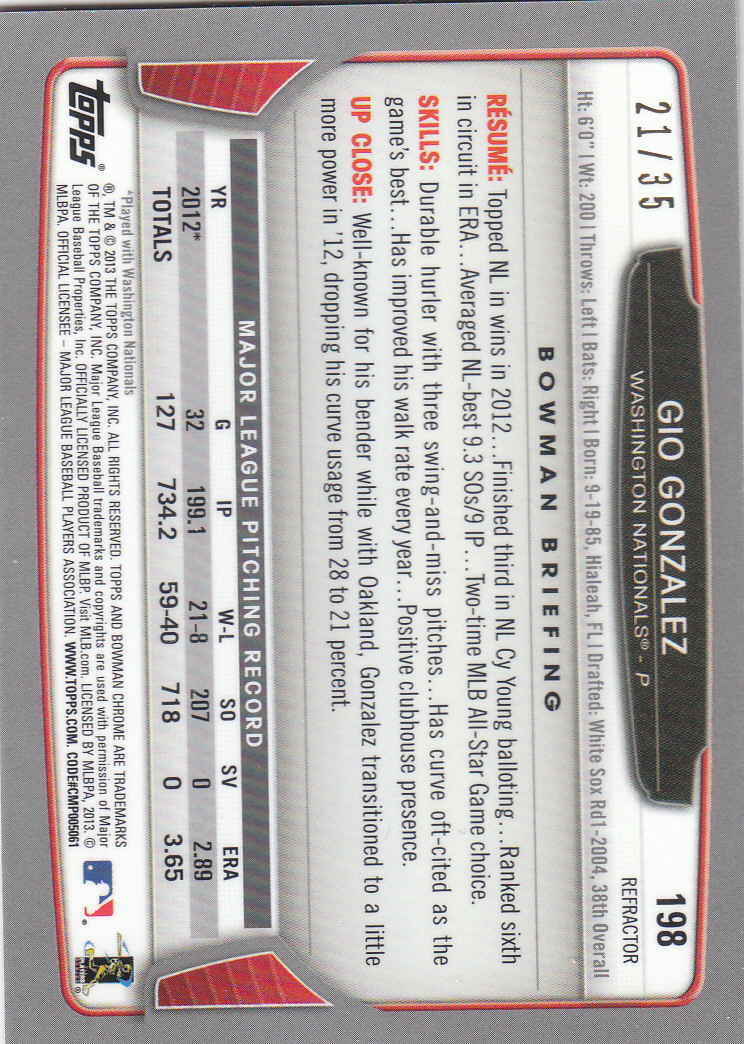 21/35
GIO GONZALEZ
WASHINGTON NATIONALS® - P
198
REFRACTOR
Ht: 6'0" | Wt: 200 | Throws: Left | Bats: Right | Born: 9-19-85, Hialeah, FL | Drafted: White Sox Rd1-2004, 38th Overall
BOWMAN BRIEFING
RÉSUMÉ: Topped NL in wins in 2012...Finished third in NL Cy Young balloting...Ranked sixth
in circuit in ERA...Averaged NL-best 9.3 SOs/9 IP...Two-time MLB All-Star Game choice.
SKILLS: Durable hurler with three swing-and-miss pitches...Has curve oft-cited as the
game's best...Has improved his walk rate every year...Positive clubhouse presence.
UP CLOSE: Well-known for his bender while with Oakland, Gonzalez transitioned to a little
more power in '12, dropping his curve usage from 28 to 21 percent.
MAJOR LEAGUE PITCHING RECORD
YR G IP W-L SO SV ERA
2012* 32 199.1 21-8 207 0 2.89
TOTALS 127 734.2 59-40 718 0 3.65
*Played with Washington Nationals
topps®
®, TM & © 2013 THE TOPPS COMPANY, INC. ALL RIGHTS RESERVED. TOPPS AND BOWMAN CHROME ARE TRADEMARKS
OF THE TOPPS COMPANY, INC. Major League Baseball trademarks and copyrights are used with permission of Major
League Baseball Properties, Inc. OFFICIALLY LICENSED PRODUCT OF MLBP. Visit MLB.com. LICENSED BY MLBPA, 2013. ©
MLBPA. OFFICIAL LICENSEE – MAJOR LEAGUE BASEBALL PLAYERS ASSOCIATION. WWW.TOPPS.COM. CODE#CMP005061